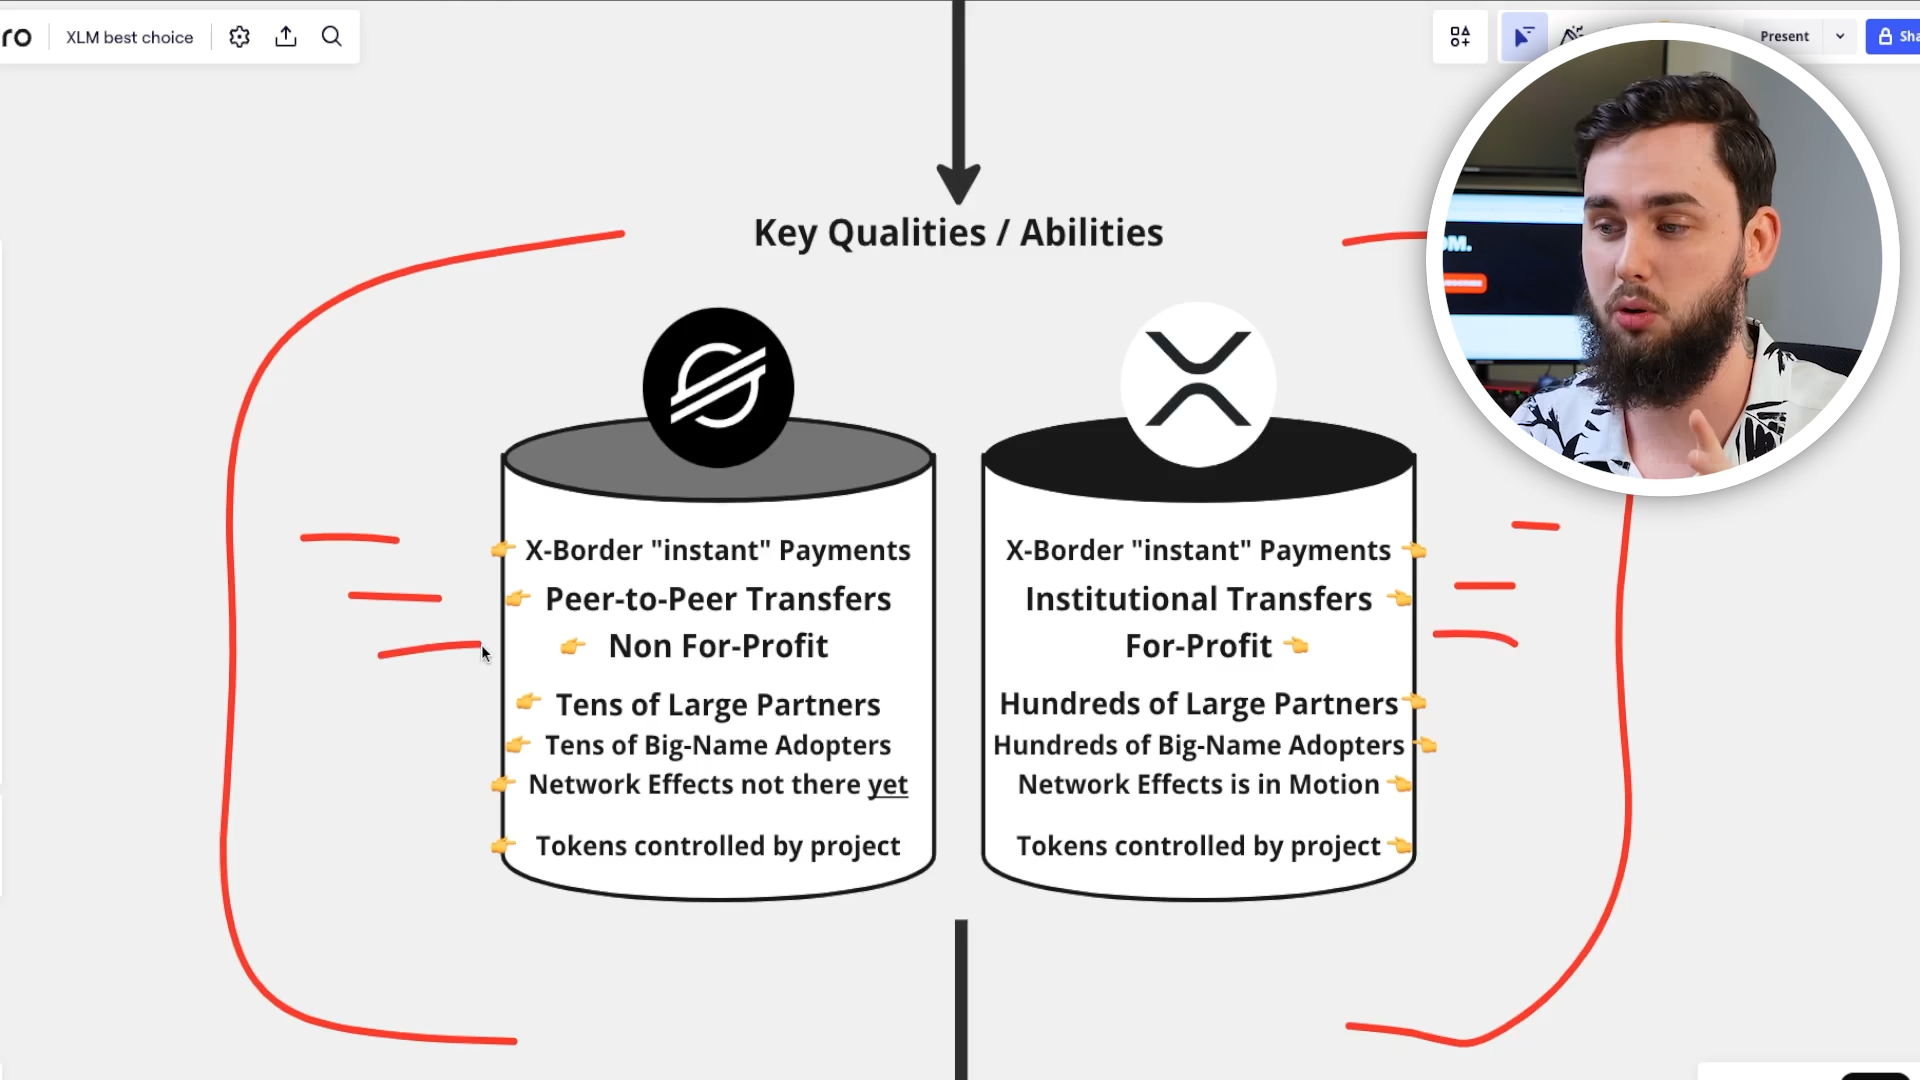 ro
XLM best choice
Present
Sha
Key Qualities / Abilities
X-Border "instant" Payments
Peer-to-Peer Transfers
Non For-Profit
Tens of Large Partners
Tens of Big-Name Adopters
Network Effects not there yet
Tokens controlled by project
X-Border "instant" Payments
Institutional Transfers
For-Profit
Hundreds of Large Partners
Hundreds of Big-Name Adopters
Network Effects is in Motion
Tokens controlled by project
OM.